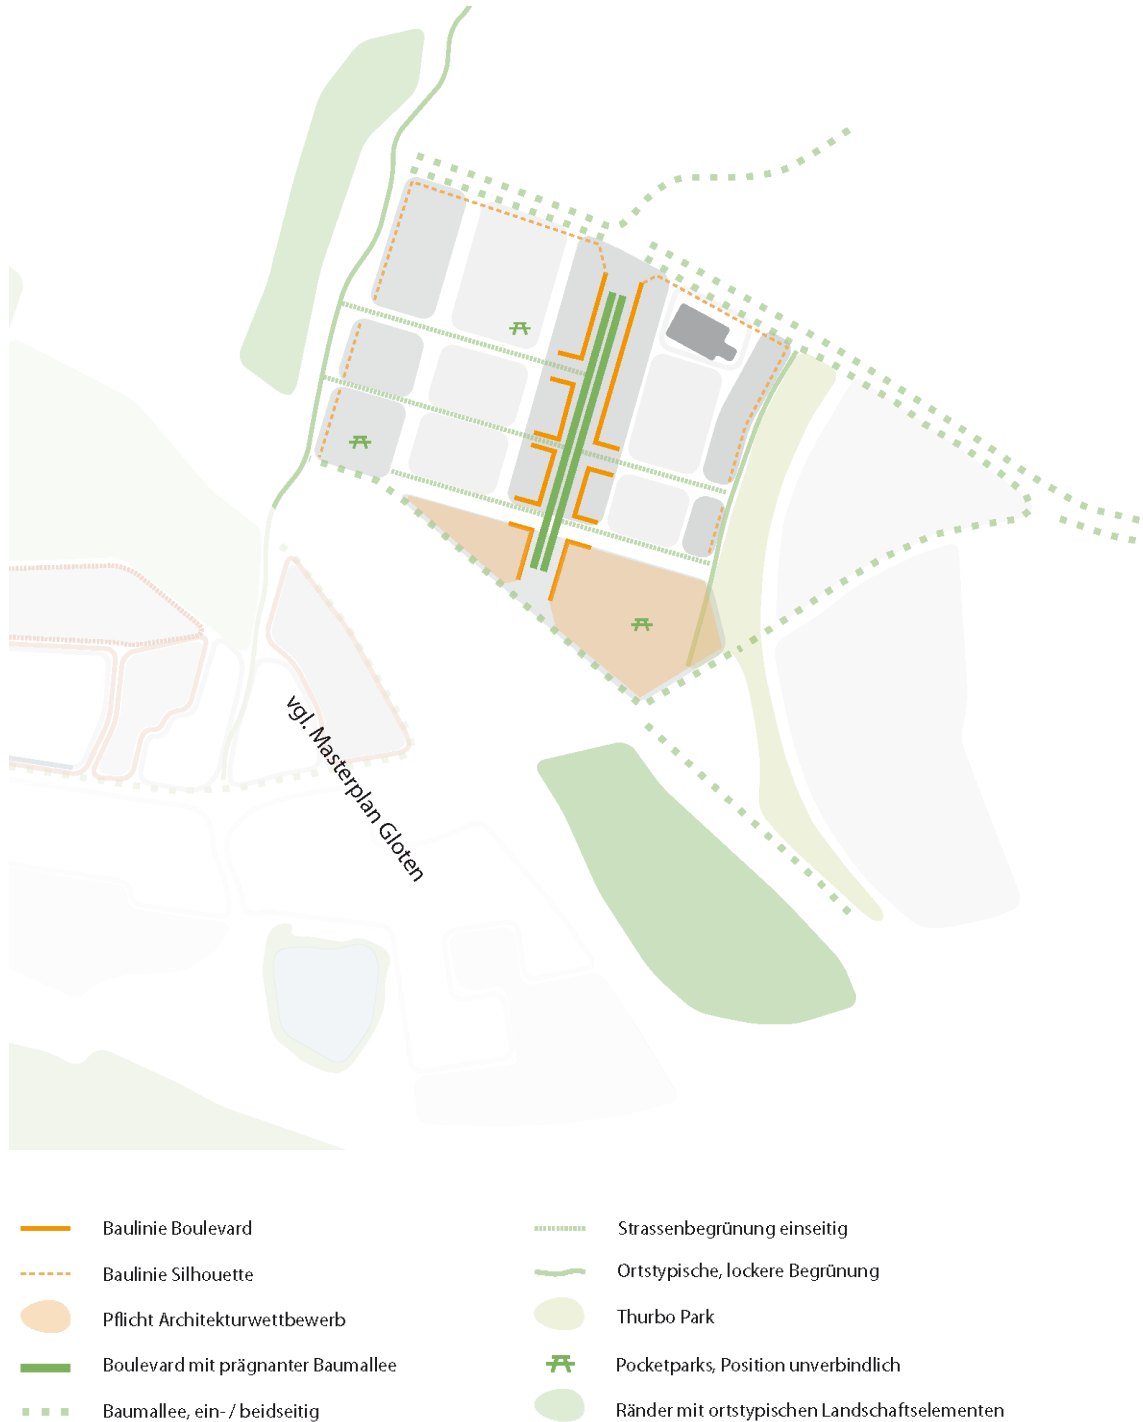 vgl. Masterplan Gloten
Baulinie Boulevard
Baulinie Silhouette
Pflicht Architekturwettbewerb
Boulevard mit prägnanter Baumallee
Baumallee, ein- / beidseitig
Strassenbegrünung einseitig
Ortstypische, lockere Begrünung
Thurbo Park
Pocketparks, Position unverbindlich
Ränder mit ortstypischen Landschaftselementen